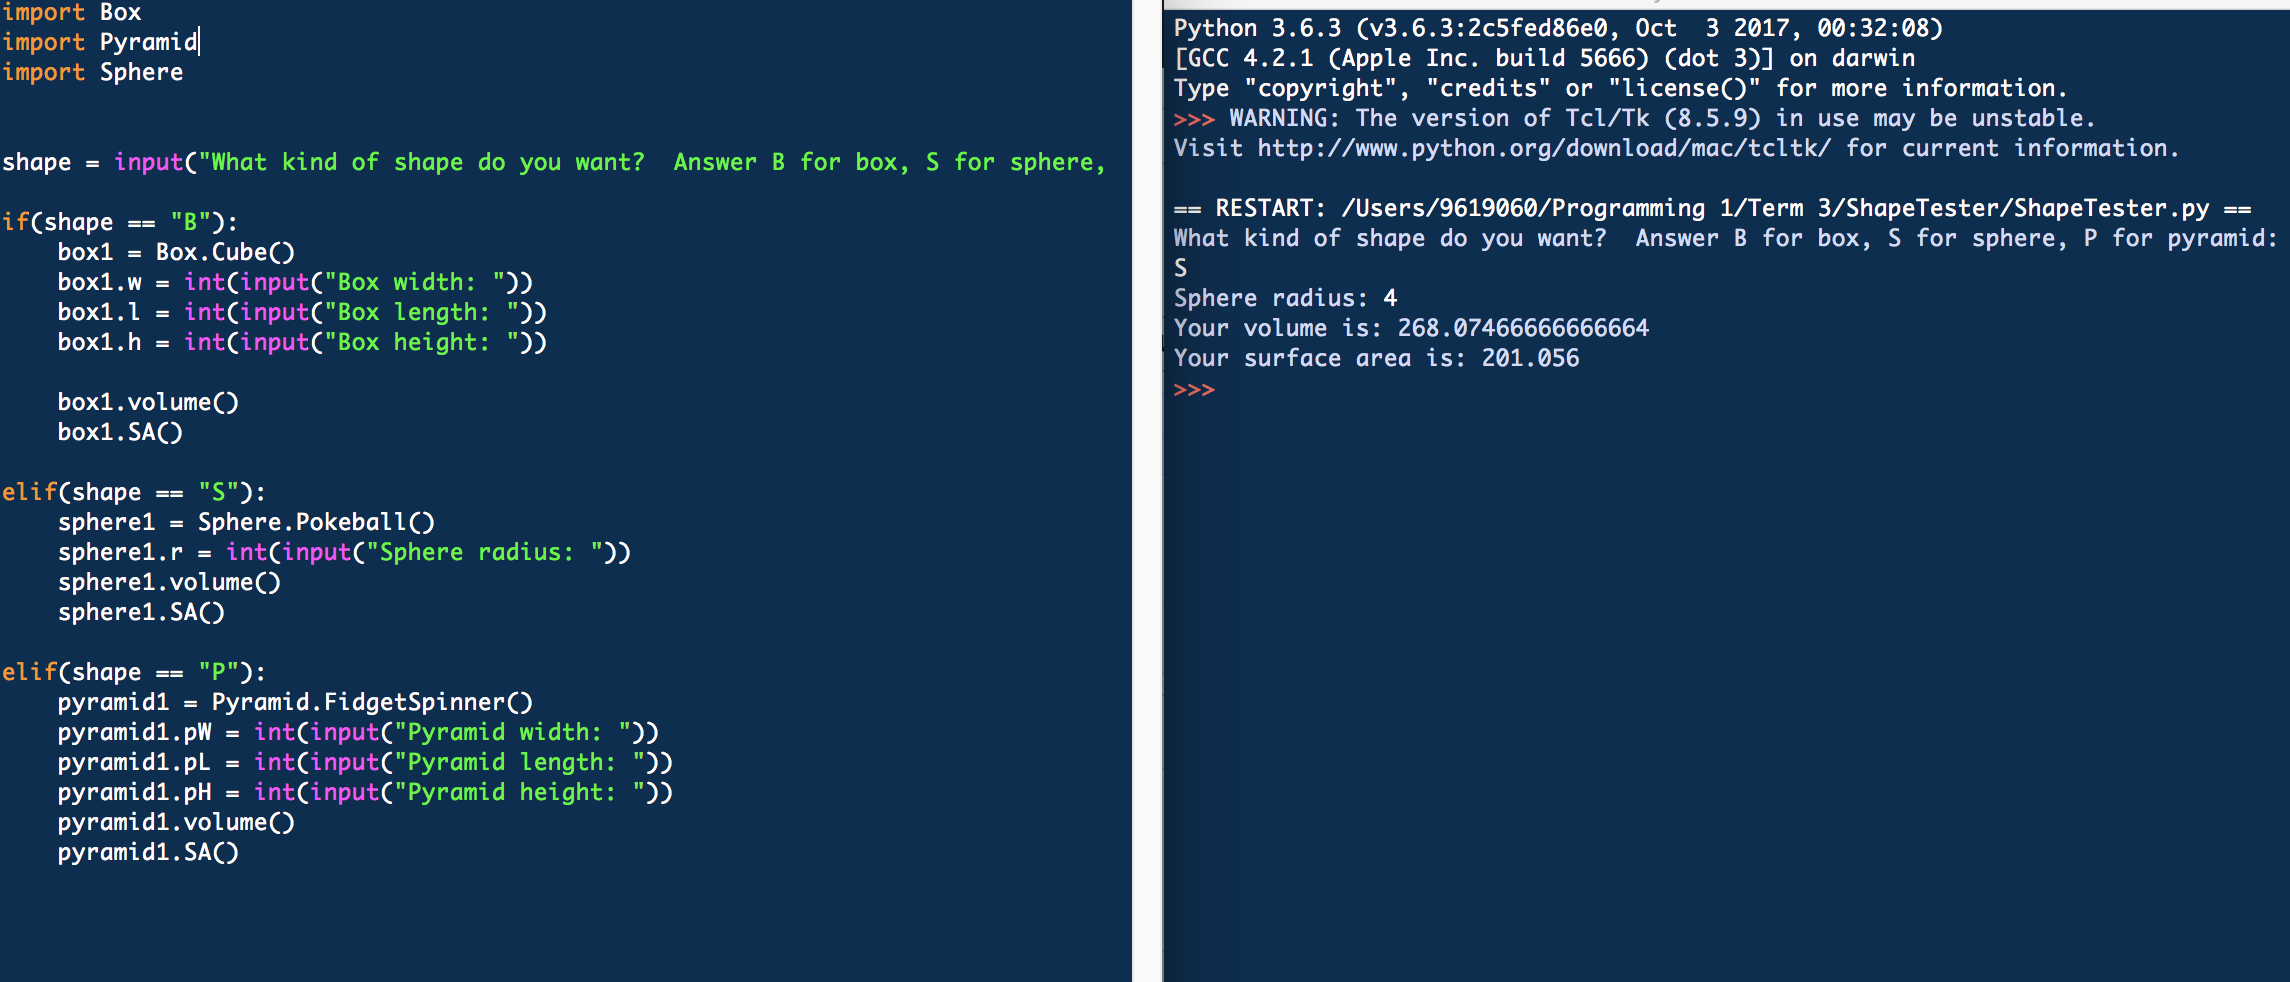 import Box
import Pyramid
import Sphere
shape = input("What kind of shape do you want?  Answer B for box, S for sphere,
if(shape == "B"):
    box1 = Box.Cube()
    box1.w = int(input("Box width: "))
    box1.l = int(input("Box length: "))
    box1.h = int(input("Box height: "))
    box1.volume()
    box1.SA()
elif(shape == "S"):
    sphere1 = Sphere.Pokeball()
    sphere1.r = int(input("Sphere radius: "))
    sphere1.volume()
    sphere1.SA()
elif(shape == "P"):
    pyramid1 = Pyramid.FidgetSpinner()
    pyramid1.pW = int(input("Pyramid width: "))
    pyramid1.pL = int(input("Pyramid length: "))
    pyramid1.pH = int(input("Pyramid height: "))
    pyramid1.volume()
    pyramid1.SA()
Python 3.6.3 (v3.6.3:2c5fed86e0, Oct  3 2017, 00:32:08)
[GCC 4.2.1 (Apple Inc. build 5666) (dot 3)] on darwin
Type "copyright", "credits" or "license()" for more information.
>>> WARNING: The version of Tcl/Tk (8.5.9) in use may be unstable.
Visit http://www.python.org/download/mac/tcltk/ for current information.
== RESTART: /Users/9619060/Programming 1/Term 3/ShapeTester/ShapeTester.py ==
What kind of shape do you want?  Answer B for box, S for sphere, P for pyramid:
S
Sphere radius: 4
Your volume is: 268.07466666666664
Your surface area is: 201.056
>>>